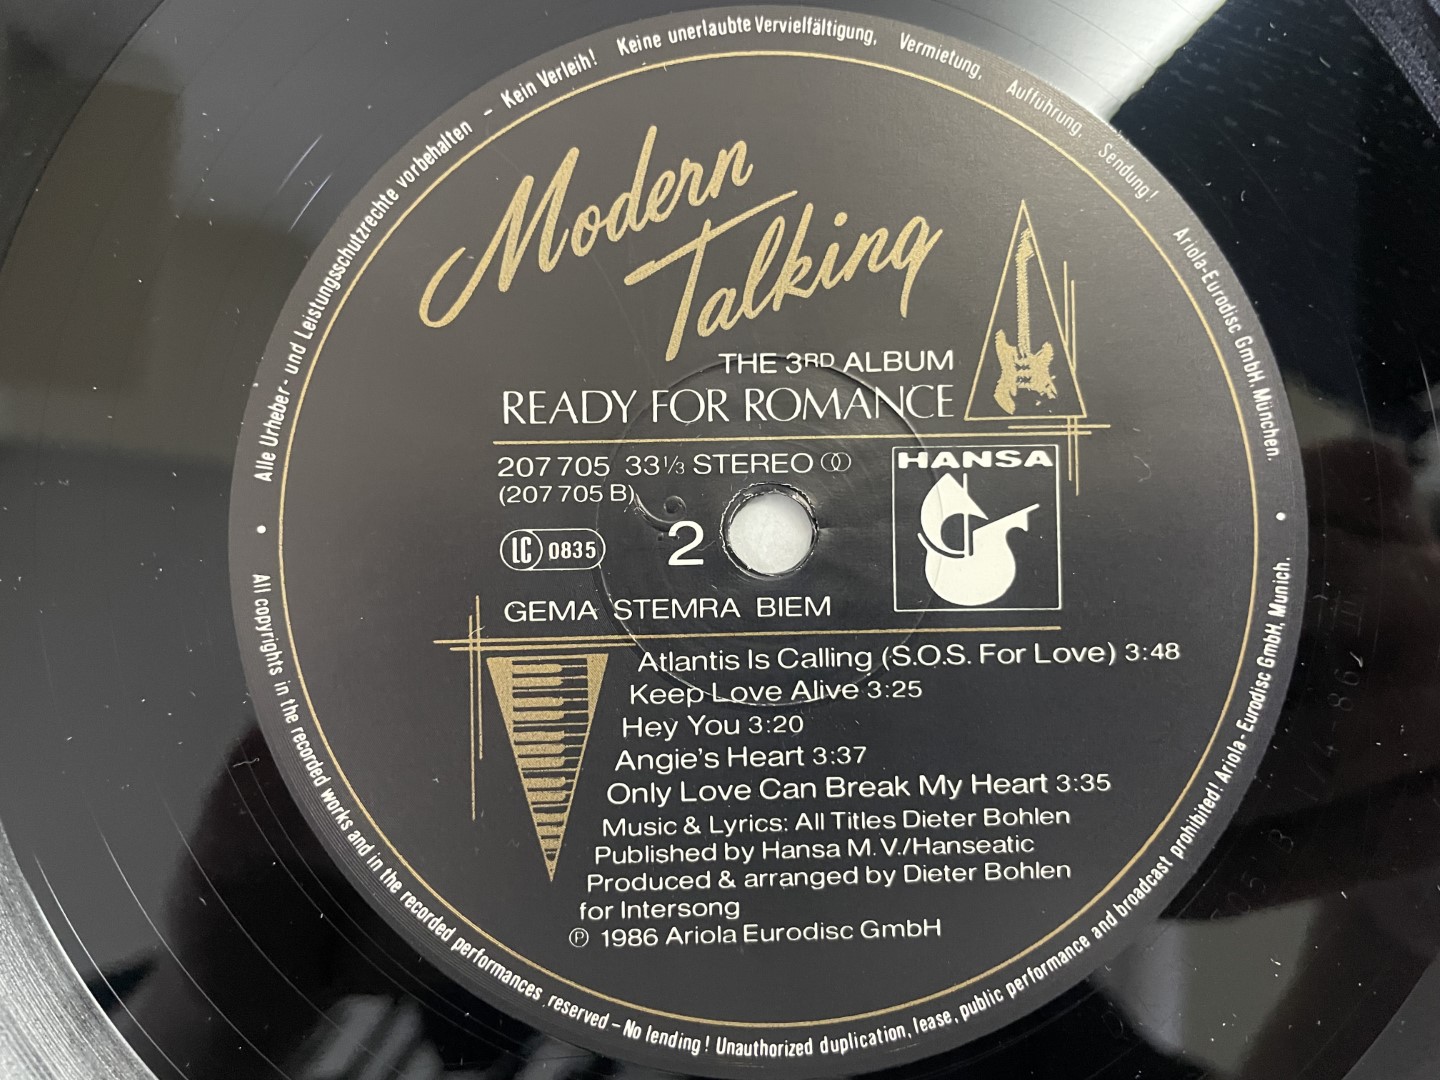 Alle Urheber- und Leistungsschutzrechte vorbehalten – Kein Verleih! Keine unerlaubte Vervielfältigung, Vermietung, Aufführung, Sendung! Ariola-Eurodisc GmbH, München.
Modern
Talking
THE 3RD ALBUM
READY FOR ROMANCE
207 705 33⅓ STEREO
(207 705 B)
HANSA
LC 0835
2
GEMA STEMRA BIEM
Atlantis Is Calling (S.O.S. For Love) 3:48
Keep Love Alive 3:25
Hey You 3:20
Angie's Heart 3:37
Only Love Can Break My Heart 3:35
Music & Lyrics: All Titles Dieter Bohlen
Published by Hansa M.V./Hanseatic
Produced & arranged by Dieter Bohlen
for Intersong
℗ 1986 Ariola Eurodisc GmbH
All copyrights in the recorded works and in the recorded performances reserved – No lending! Unauthorized duplication, lease, public performance and broadcast prohibited! Ariola-Eurodisc GmbH, Munich.